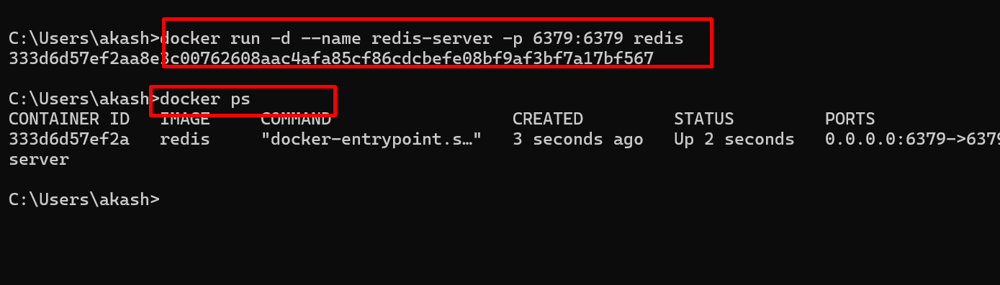 C:\Users\akash>docker run -d --name redis-server -p 6379:6379 redis
333d6d57ef2aa8e3c00762608aac4afa85cf86cdcbefe08bf9af3bf7a17bf567
C:\Users\akash>docker ps
CONTAINER ID   IMAGE     COMMAND                  CREATED         STATUS         PORTS
333d6d57ef2a   redis     "docker-entrypoint.s…"   3 seconds ago   Up 2 seconds   0.0.0.0:6379->6379
server
C:\Users\akash>